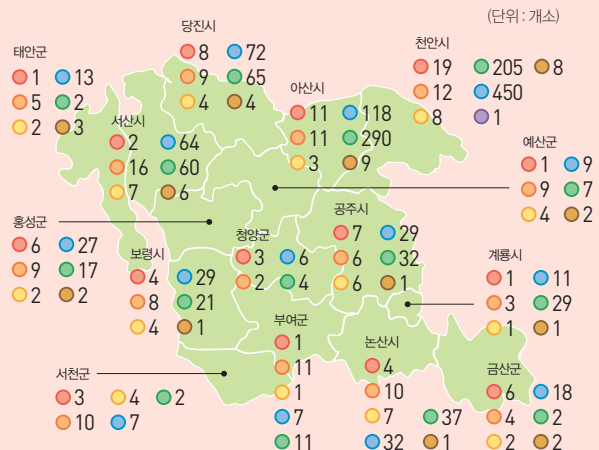 (단위 : 개소)
당진시
8 72
9 65
4 4
태안군
1 13
5 2
2 3
천안시
19 205 8
12 450
8 1
아산시
11 118
11 290
3 9
서산시
2 64
16 60
7 6
예산군
1 9
9 7
4 2
홍성군
6 27
9 17
2 2
공주시
7 29
6 32
6 1
청양군
3 6
2 4
보령시
4 29
8 21
4 1
계룡시
1 11
3 29
1 1
부여군
1
11
1
7
11
논산시
4
10
7 37
32 1
금산군
6 18
4 2
2 2
서천군
3 4 2
10 7